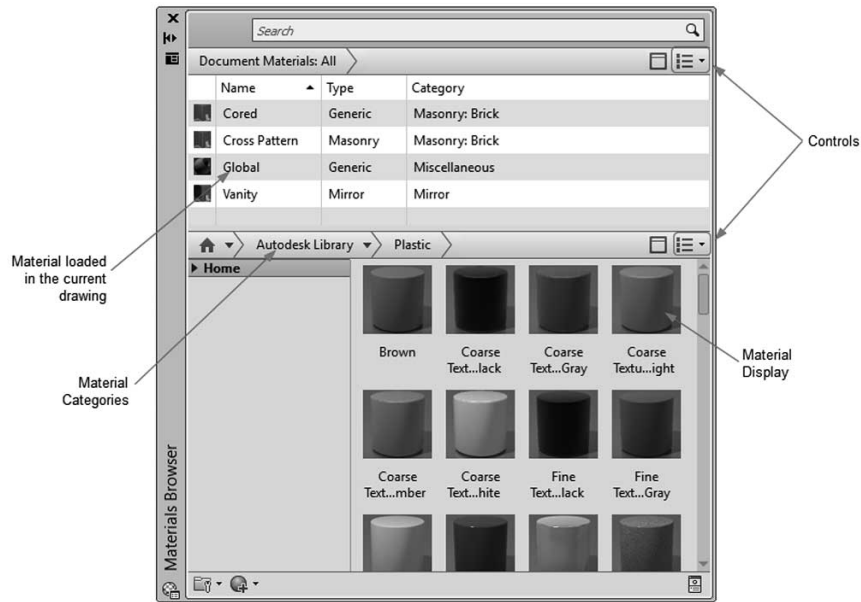 Search
Document Materials: All
Name Type Category
Cored Generic Masonry: Brick
Cross Pattern Masonry Masonry: Brick
Global Generic Miscellaneous
Vanity Mirror Mirror
Controls
Autodesk Library Plastic
Home
Material loaded
in the current
drawing
Brown Coarse Coarse Coarse
Text...lack Text...Gray Textu...ight
Material
Display
Material
Categories
Coarse Coarse Fine Fine
Text...mber Text...hite Text...lack Text...Gray
Materials Browser